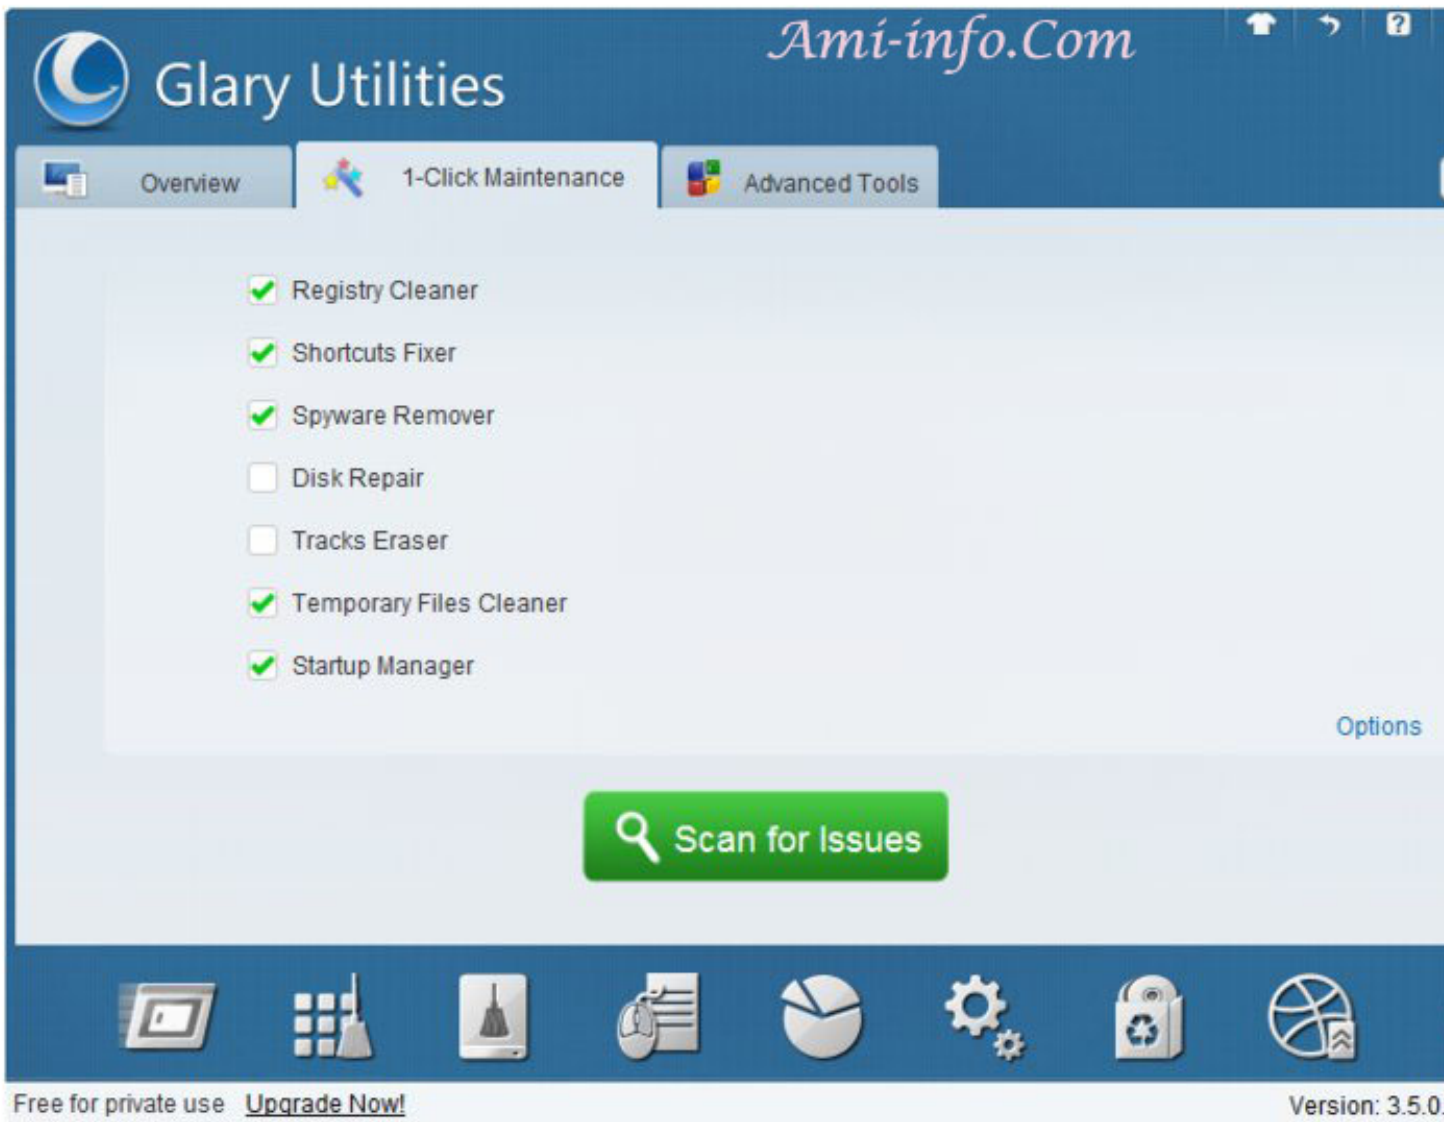 Ami-info.Com
Glary Utilities
Overview
1-Click Maintenance
Advanced Tools
Registry Cleaner
Shortcuts Fixer
Spyware Remover
Disk Repair
Tracks Eraser
Temporary Files Cleaner
Startup Manager
Options
Scan for Issues
Free for private use Upgrade Now!
Version: 3.5.0.